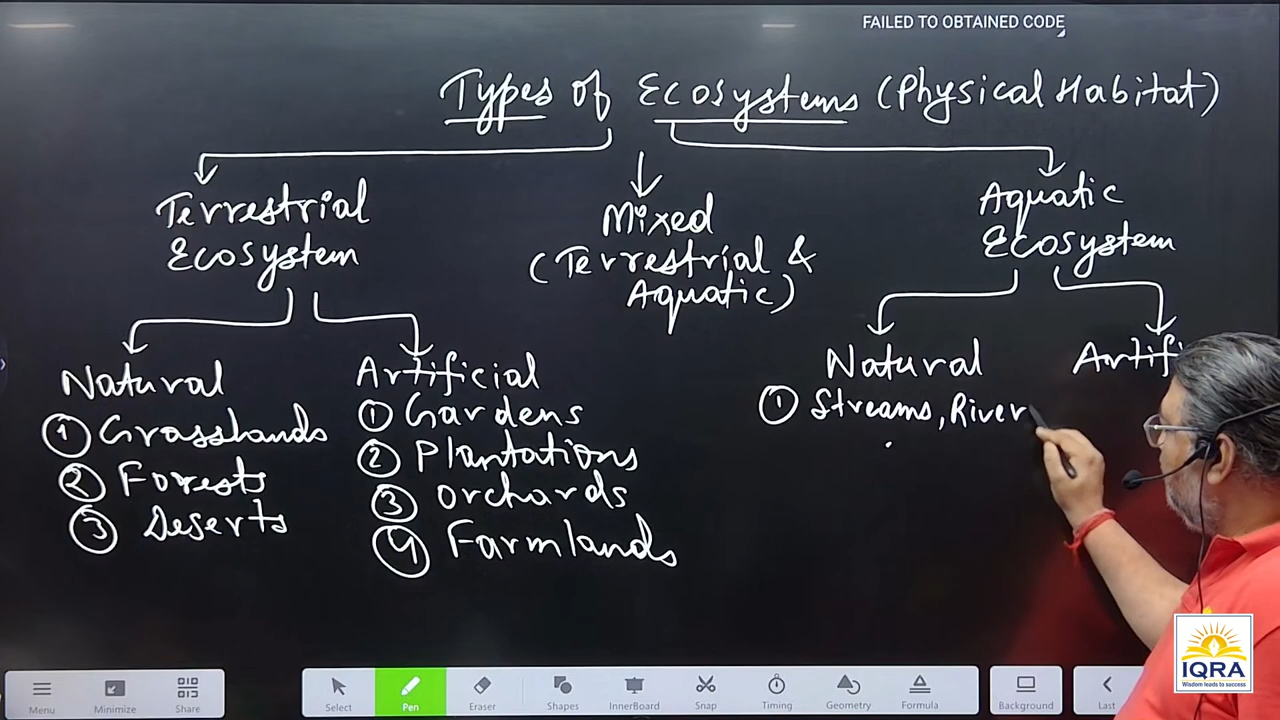 FAILED TO OBTAINED CODE
Types of Ecosystems (Physical Habitat)
Terrestrial
Ecosystem
Mixed
(Terrestrial &
Aquatic)
Aquatic
Ecosystem
Natural
① Grasslands
② Forests
③ Deserts
Artificial
① Gardens
② Plantations
③ Orchards
④ Farmlands
Natural
① Streams, River
Artifi
Menu
Minimize
Share
Select
Pen
Eraser
Shapes
InnerBoard
Snap
Timing
Geometry
Formula
Background
Last
IQRA
Wisdom leads to success